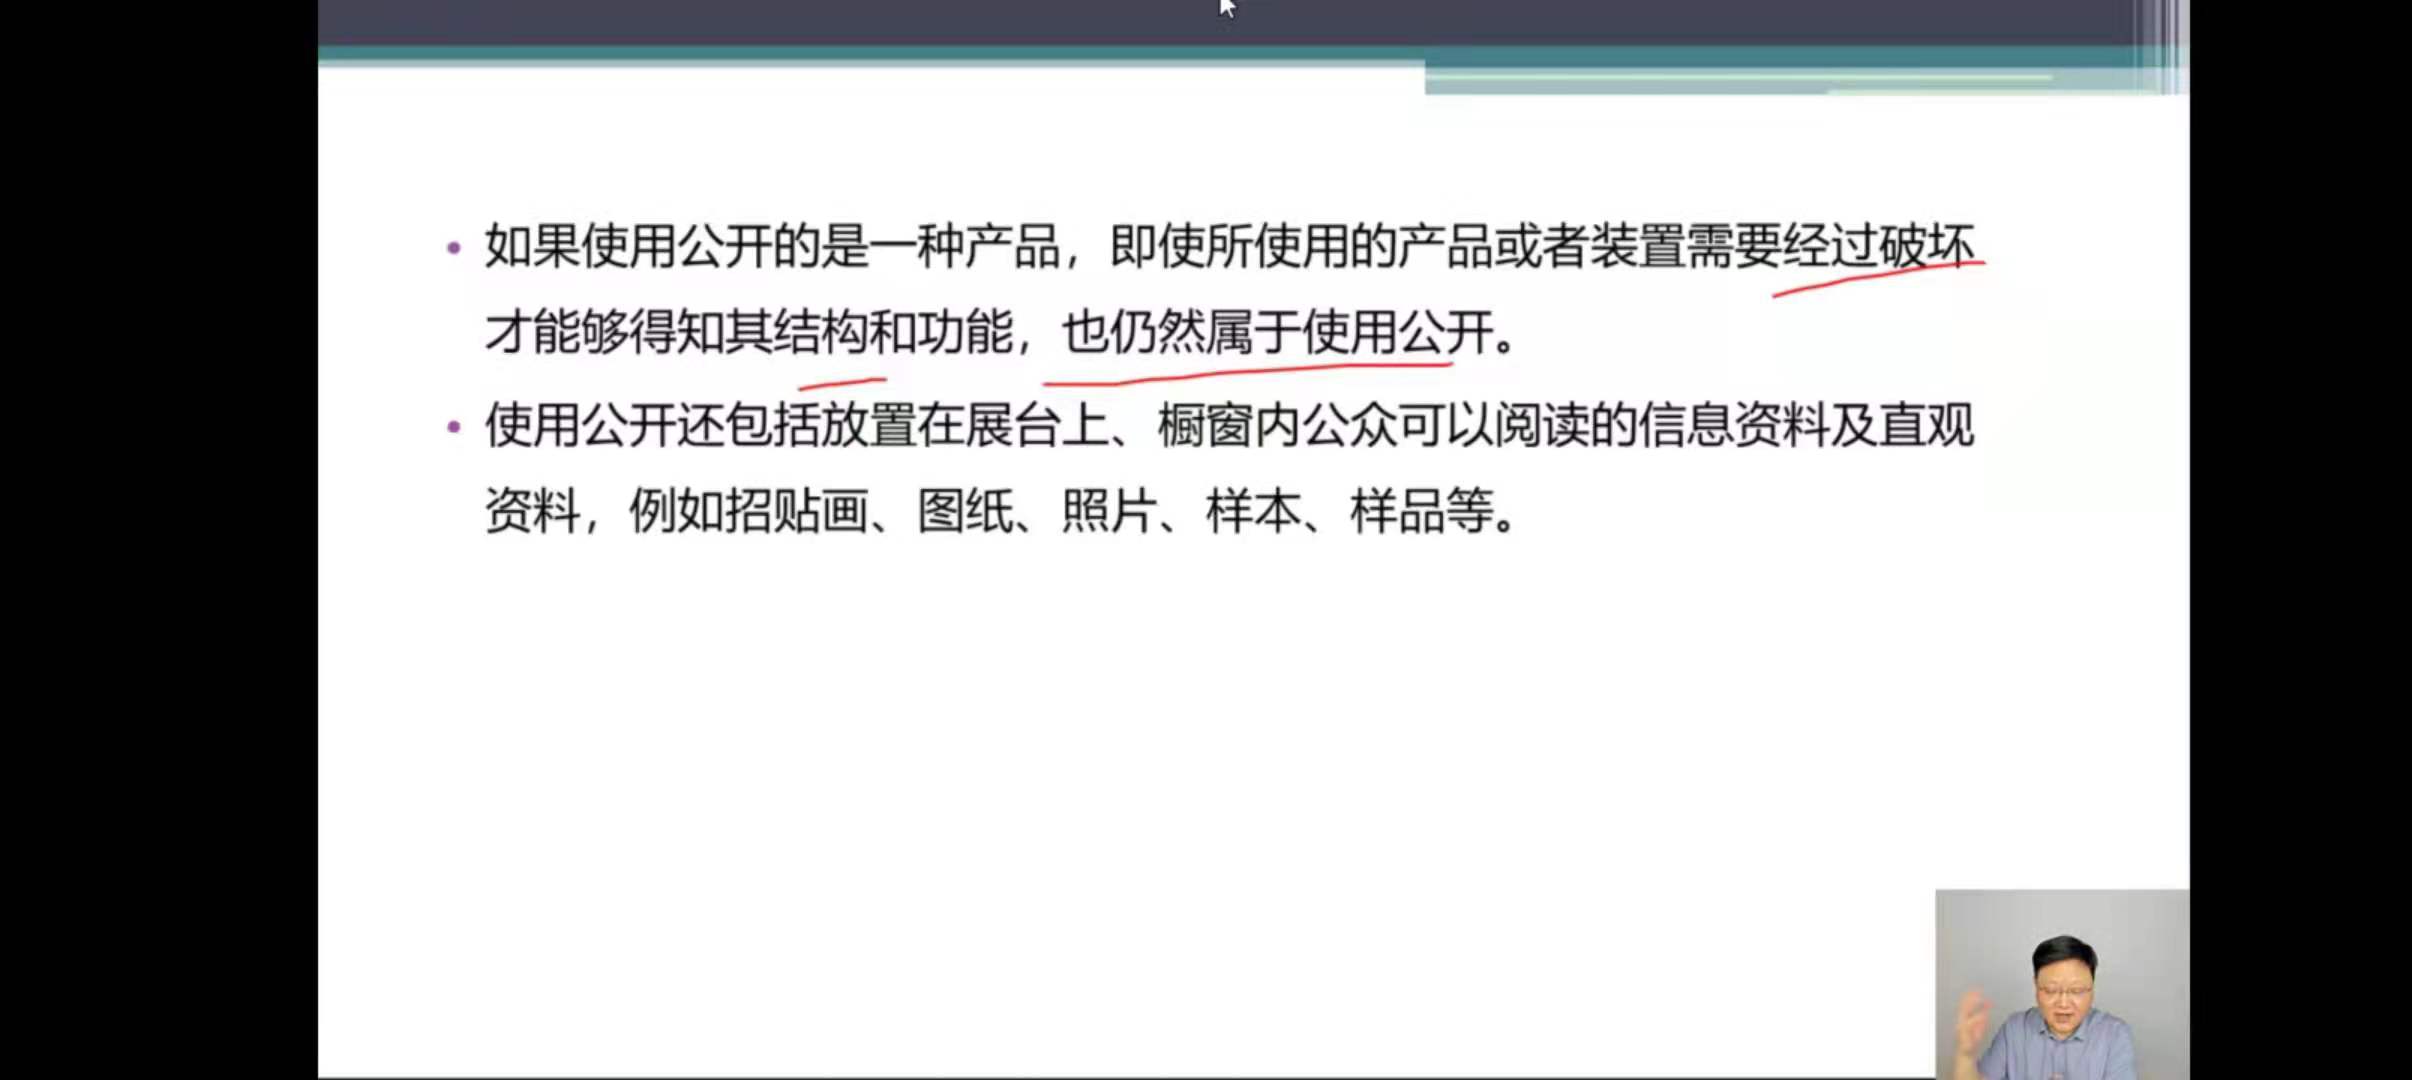 如果使用公开的是一种产品，即使所使用的产品或者装置需要经过破坏
才能够得知其结构和功能，也仍然属于使用公开。
使用公开还包括放置在展台上、橱窗内公众可以阅读的信息资料及直观
资料，例如招贴画、图纸、照片、样本、样品等。